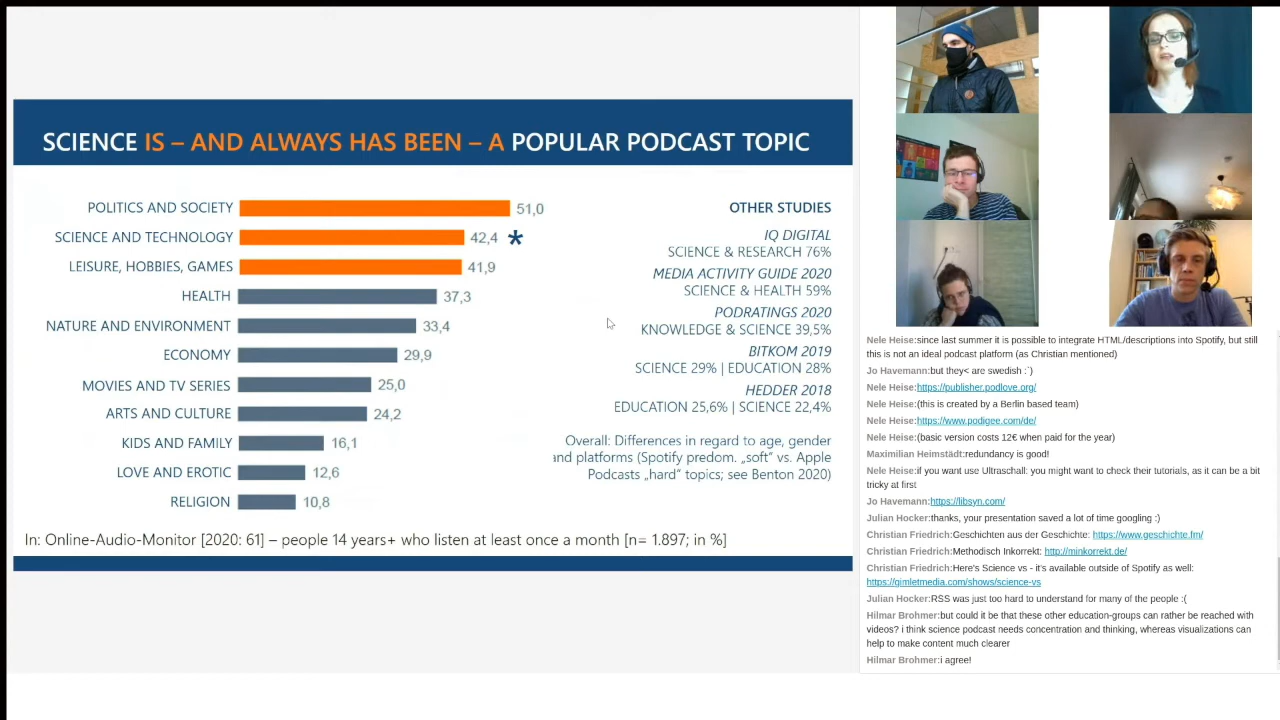 SCIENCE IS – AND ALWAYS HAS BEEN – A POPULAR PODCAST TOPIC
POLITICS AND SOCIETY 51,0
SCIENCE AND TECHNOLOGY 42,4 *
LEISURE, HOBBIES, GAMES 41,9
HEALTH 37,3
NATURE AND ENVIRONMENT 33,4
ECONOMY 29,9
MOVIES AND TV SERIES 25,0
ARTS AND CULTURE 24,2
KIDS AND FAMILY 16,1
LOVE AND EROTIC 12,6
RELIGION 10,8
OTHER STUDIES
IQ DIGITAL
SCIENCE & RESEARCH 76%
MEDIA ACTIVITY GUIDE 2020
SCIENCE & HEALTH 59%
PODRATINGS 2020
KNOWLEDGE & SCIENCE 39,5%
BITKOM 2019
SCIENCE 29% | EDUCATION 28%
HEDDER 2018
EDUCATION 25,6% | SCIENCE 22,4%
Overall: Differences in regard to age, gender
and platforms (Spotify predom. „soft" vs. Apple
Podcasts „hard" topics; see Benton 2020)
In: Online-Audio-Monitor [2020: 61] – people 14 years+ who listen at least once a month [n= 1.897; in %]
Nele Heise:since last summer it is possible to integrate HTML/descriptions into Spotify, but still
this is not an ideal podcast platform (as Christian mentioned)
Jo Havemann:but they< are swedish :`)
Nele Heise:https://publisher.podlove.org/
Nele Heise:(this is created by a Berlin based team)
Nele Heise:https://www.podigee.com/de/
Nele Heise:(basic version costs 12€ when paid for the year)
Maximilian Heimstädt:redundancy is good!
Nele Heise:if you want use Ultraschall: you might want to check their tutorials, as it can be a bit
tricky at first
Jo Havemann:https://libsyn.com/
Julian Hocker:thanks, your presentation saved a lot of time googling :)
Christian Friedrich:Geschichten aus der Geschichte: https://www.geschichte.fm/
Christian Friedrich:Methodisch Inkorrekt: http://minkorrekt.de/
Christian Friedrich:Here's Science vs - it's available outside of Spotify as well:
https://gimletmedia.com/shows/science-vs
Julian Hocker:RSS was just too hard to understand for many of the people :(
Hilmar Brohmer:but could it be that these other education-groups can rather be reached with
videos? i think science podcast needs concentration and thinking, whereas visualizations can
help to make content much clearer
Hilmar Brohmer:i agree!